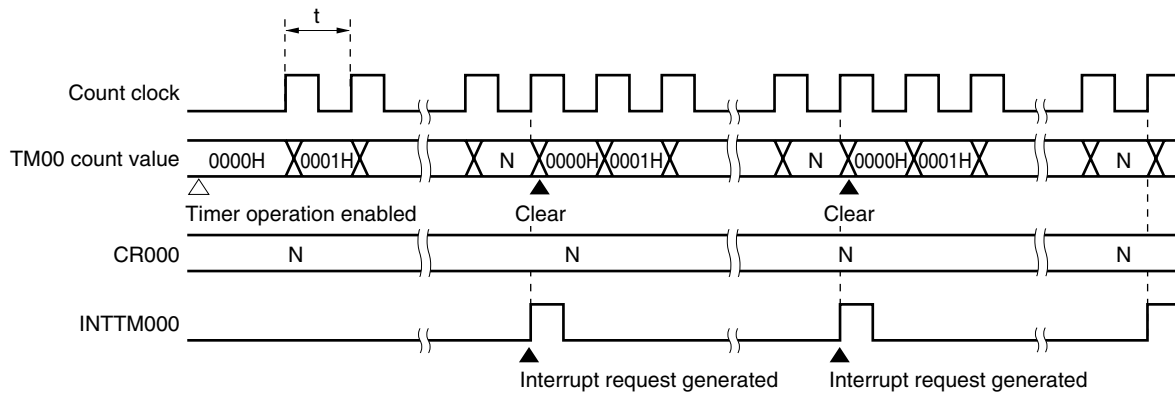 t
Count clock
TM00 count value 0000H 0001H N 0000H 0001H N 0000H 0001H N
Timer operation enabled Clear Clear
CR000 N N N N
INTTM000
Interrupt request generated Interrupt request generated